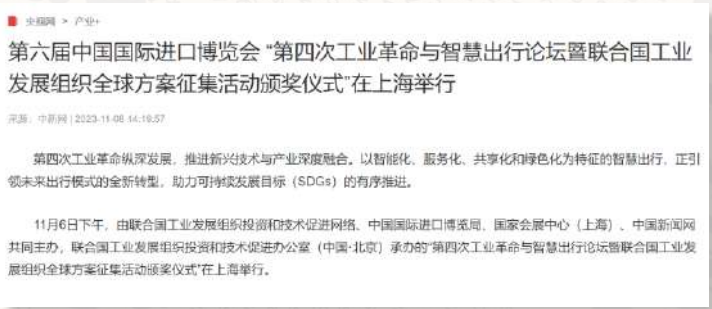 央视网 > 产业+
第六届中国国际进口博览会 “第四次工业革命与智慧出行论坛暨联合国工业
发展组织全球方案征集活动颁奖仪式”在上海举行
来源：中新网 | 2023-11-08 14:19:57
第四次工业革命纵深发展，推进新兴技术与产业深度融合。以智能化、服务化、共享化和绿色化为特征的智慧出行，正引
领未来出行模式的全新转型，助力可持续发展目标（SDGs）的有序推进。
11月6日下午，由联合国工业发展组织投资和技术促进网络、中国国际进口博览局、国家会展中心（上海）、中国新闻网
共同主办，联合国工业发展组织投资和技术促进办公室（中国·北京）承办的“第四次工业革命与智慧出行论坛暨联合国工业发
展组织全球方案征集活动颁奖仪式”在上海举行。